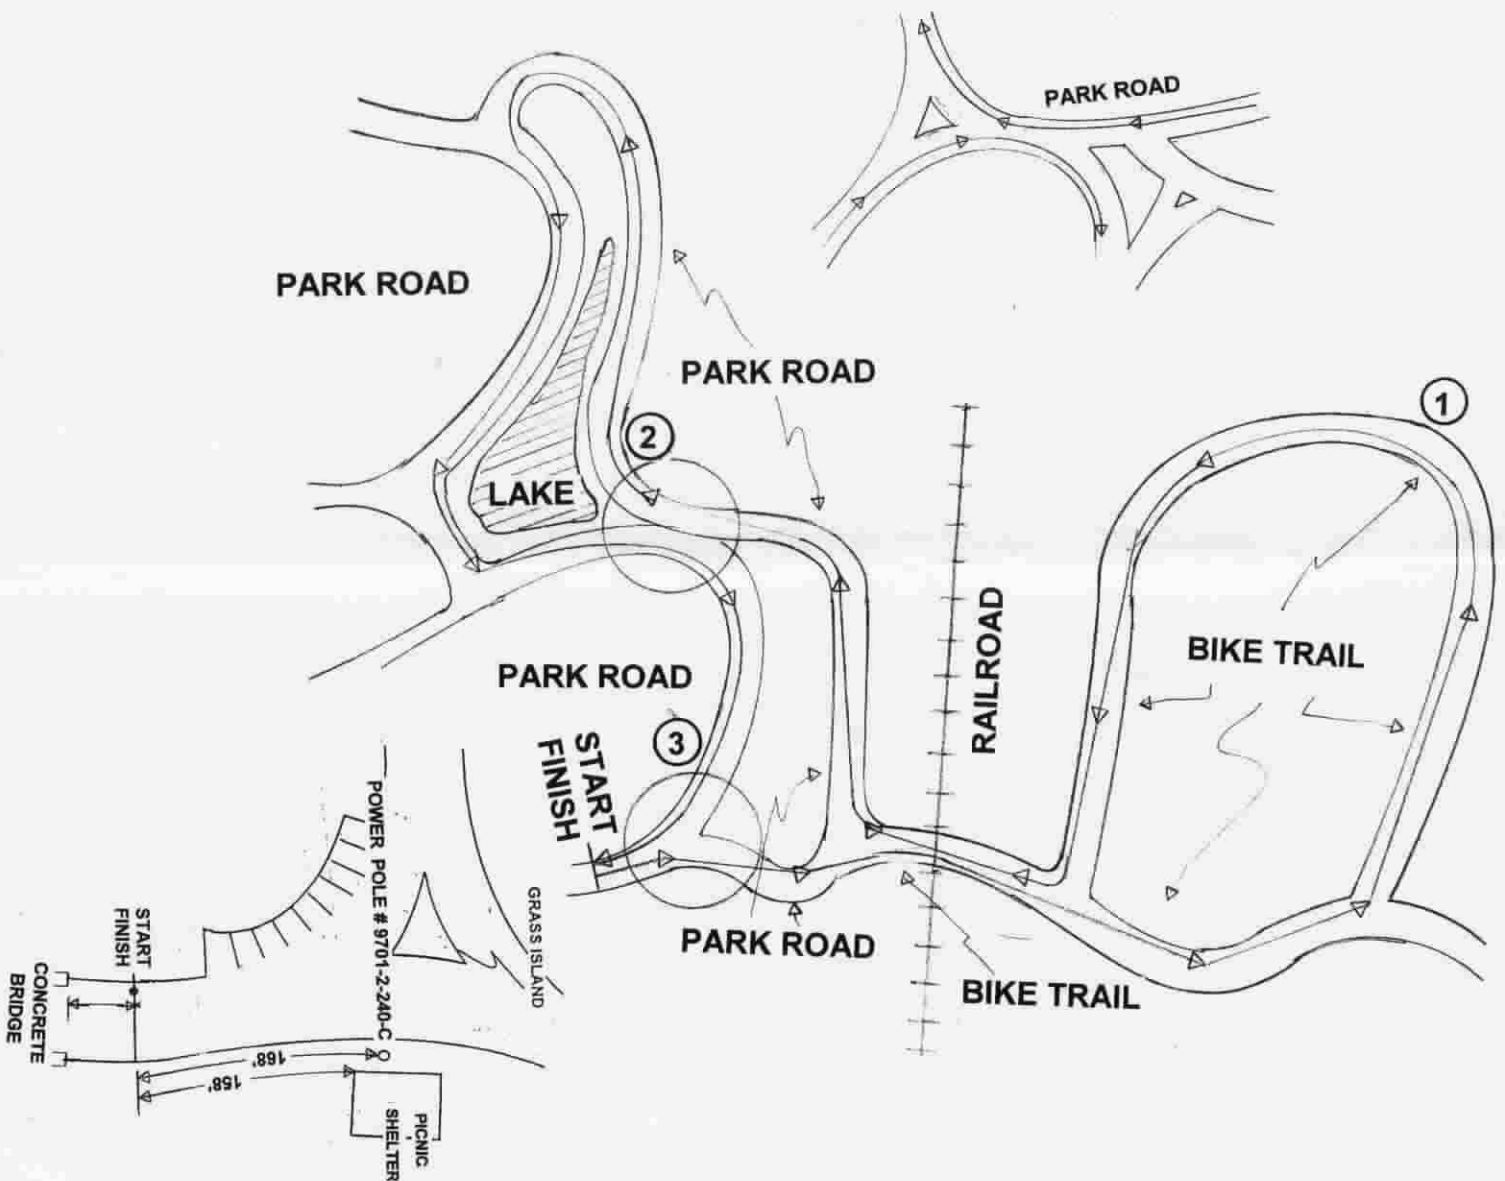 PARK ROAD
PARK ROAD
PARK ROAD
1
2
LAKE
RAILROAD
BIKE TRAIL
PARK ROAD
3
START
FINISH
PARK ROAD
BIKE TRAIL
POWER POLE # 9701-2-240-C
GRASS ISLAND
START
FINISH
CONCRETE
BRIDGE
168'
158'
PICNIC
SHELTER